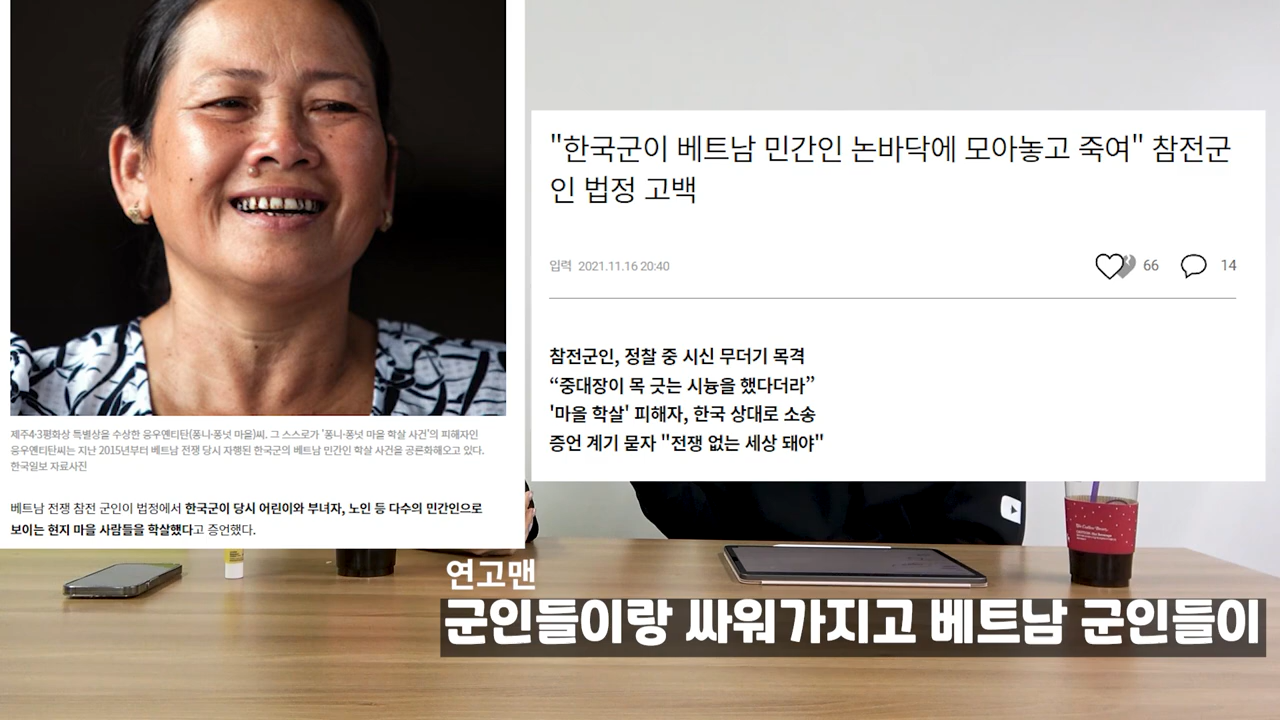 "한국군이 베트남 민간인 논바닥에 모아놓고 죽여" 참전군
인 법정 고백
입력 2021.11.16 20:40
66
14
참전군인, 정찰 중 시신 무더기 목격
“중대장이 목 긋는 시늉을 했다더라”
'마을 학살' 피해자, 한국 상대로 소송
증언 계기 묻자 "전쟁 없는 세상 돼야"
제주4·3평화상 특별상을 수상한 응우옌티탄(퐁니·퐁넛 마을)씨. 그 스스로가 '퐁니·퐁넛 마을 학살 사건'의 피해자인
응우옌티탄씨는 지난 2015년부터 베트남 전쟁 당시 자행된 한국군의 베트남 민간인 학살 사건을 공론화해오고 있다.
한국일보 자료사진
베트남 전쟁 참전 군인이 법정에서 한국군이 당시 어린이와 부녀자, 노인 등 다수의 민간인으로
보이는 현지 마을 사람들을 학살했다고 증언했다.
연고맨
군인들이랑 싸워가지고 베트남 군인들이